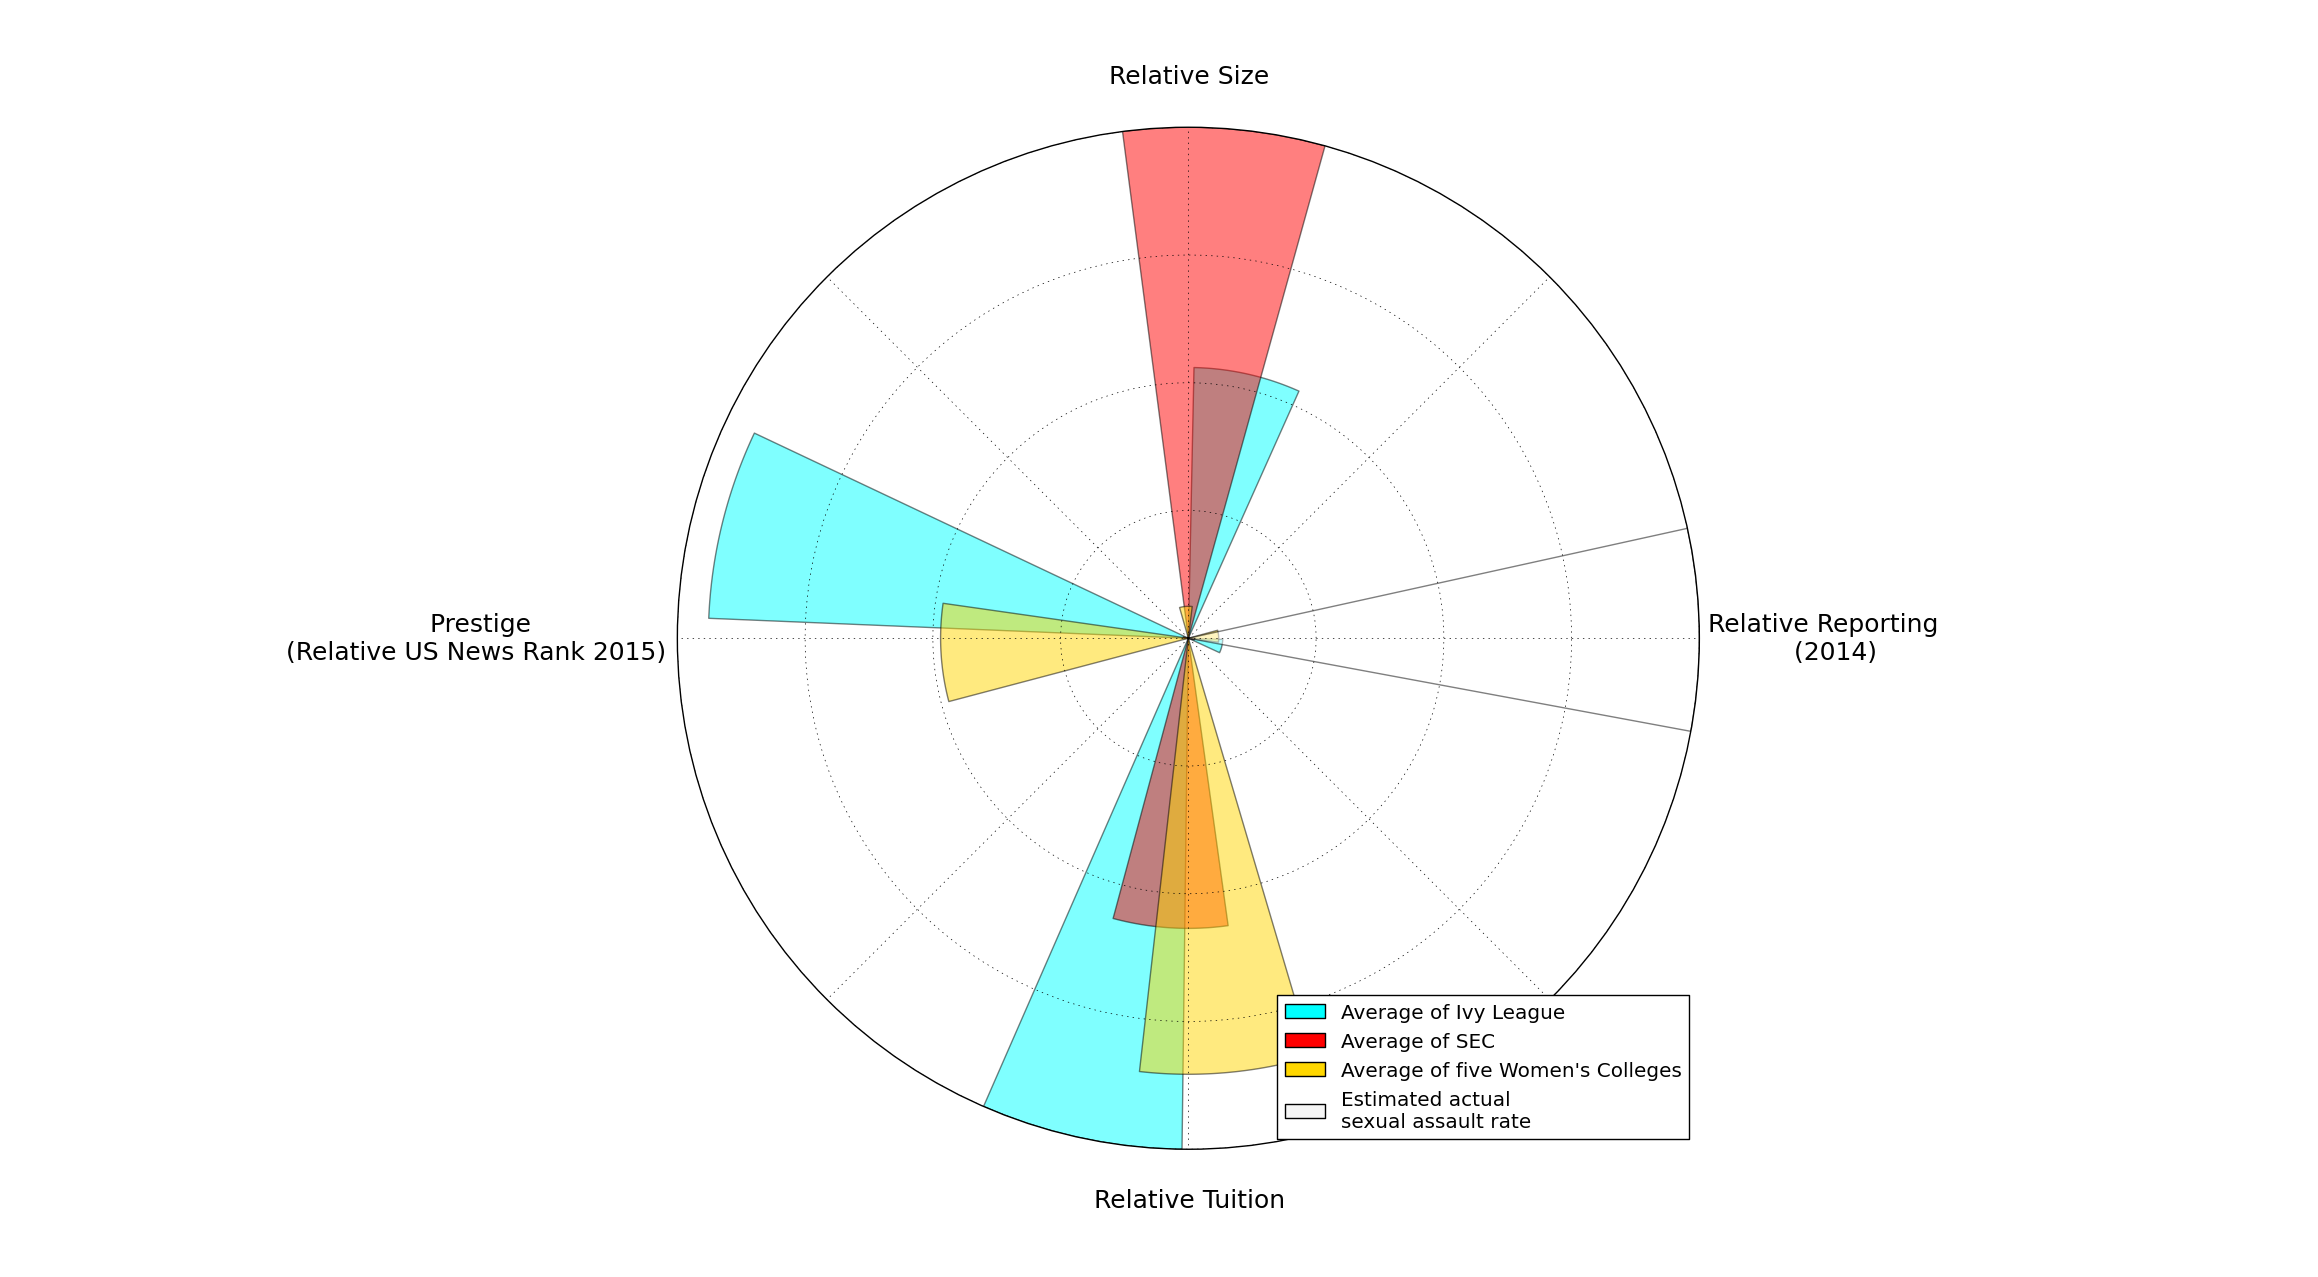 Relative Size
Prestige
(Relative US News Rank 2015)
Relative Reporting
(2014)
Average of Ivy League
Average of SEC
Average of five Women's Colleges
Estimated actual
sexual assault rate
Relative Tuition